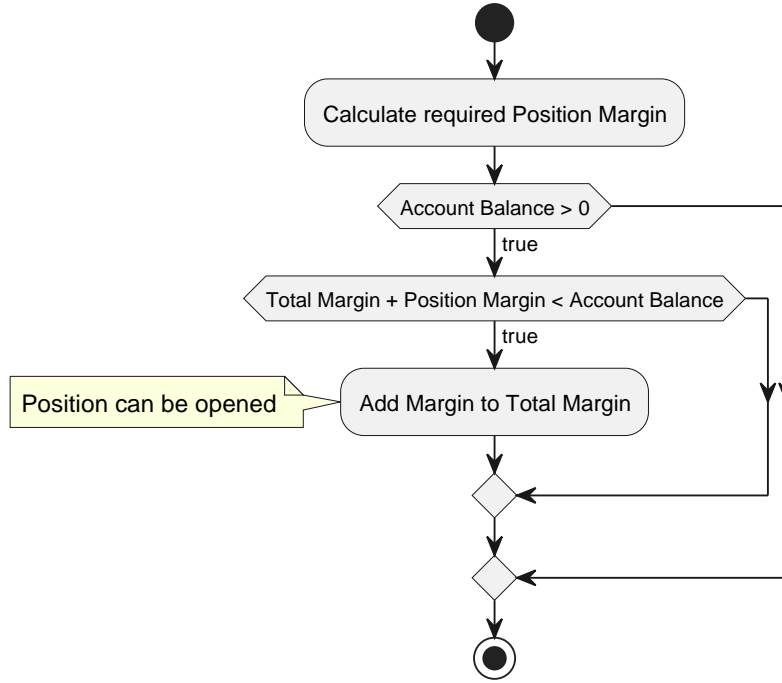 Calculate required Position Margin
Account Balance > 0
true
Total Margin + Position Margin < Account Balance
true
Position can be opened
Add Margin to Total Margin